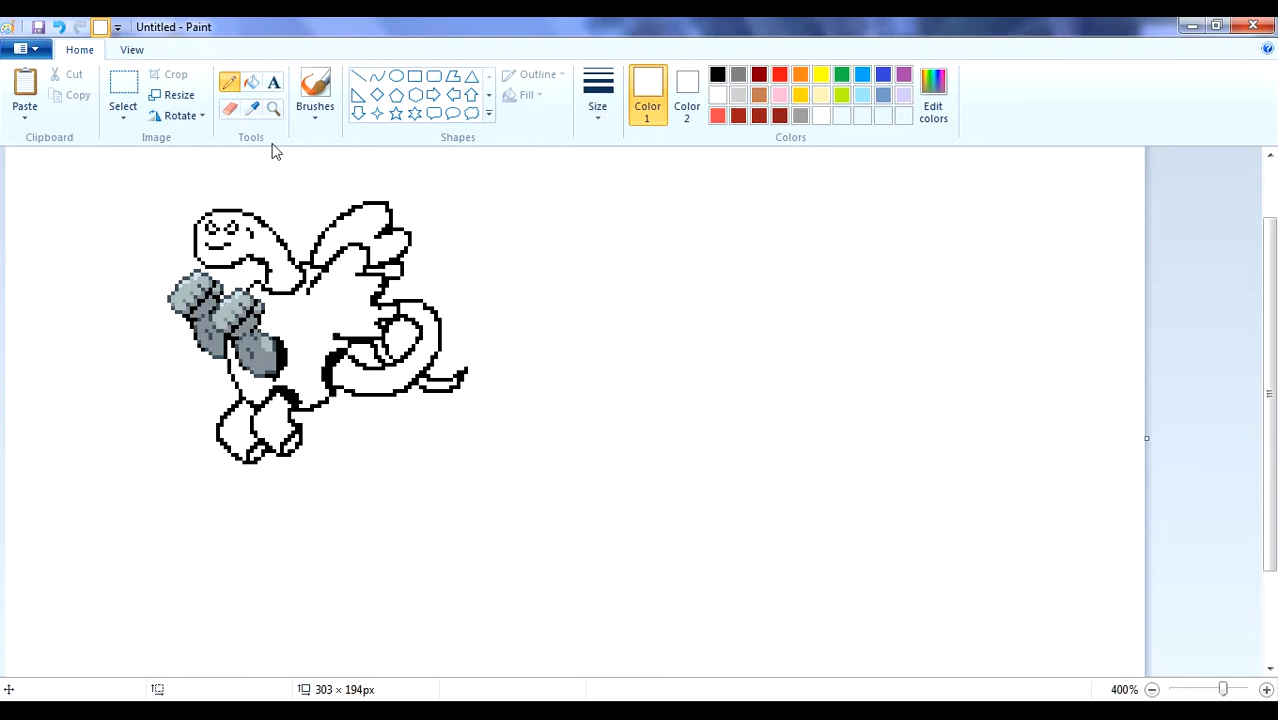 Untitled - Paint
Home View
Cut
Copy
Paste
Clipboard
Crop
Resize
Rotate
Select
Image
A
Tools
Brushes
Outline
Fill
Shapes
Size
Color 1
Color 2
Edit colors
Colors
303 × 194px
400%